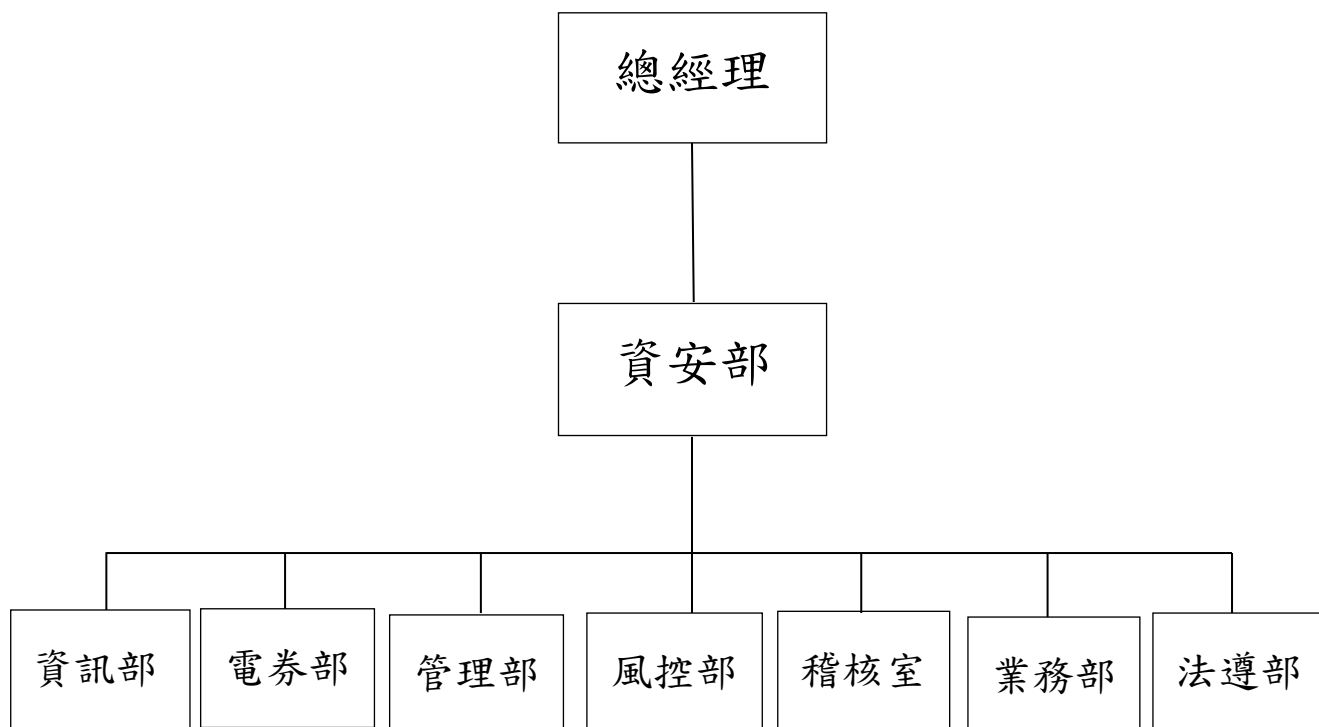 總經理
資安部
資訊部
電券部
管理部
風控部
稽核室
業務部
法遵部